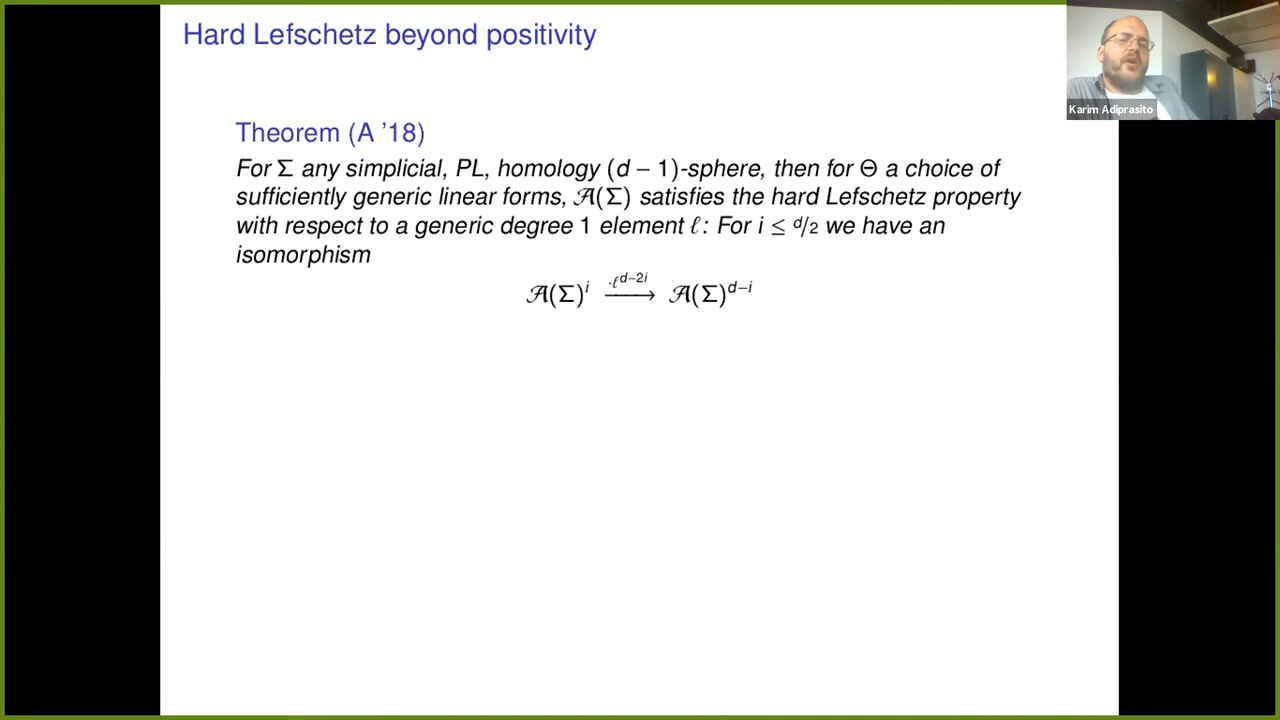 Hard Lefschetz beyond positivity
Karim Adiprasito
Theorem (A '18)
For Σ any simplicial, PL, homology (d − 1)-sphere, then for Θ a choice of
sufficiently generic linear forms, 𝒜(Σ) satisfies the hard Lefschetz property
with respect to a generic degree 1 element ℓ: For i ≤ d/2 we have an
isomorphism
𝒜(Σ)^i \xrightarrow{·ℓ^{d−2i}} 𝒜(Σ)^{d−i}